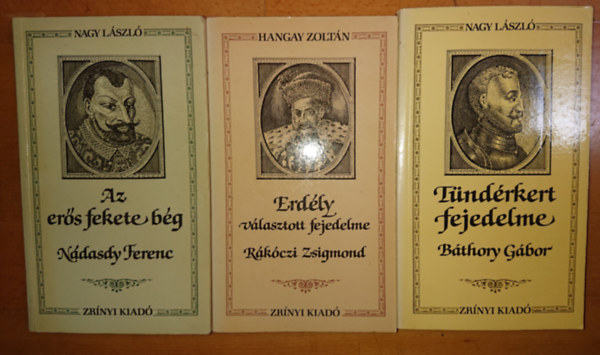 NAGY LÁSZLÓ
Az
erős fekete bég
Nádasdy Ferenc
ZRÍNYI KIADÓ
HANGAY ZOLTÁN
Erdély
választott fejedelme
Rákóczi Zsigmond
ZRÍNYI KIADÓ
NAGY LÁSZLÓ
Tündérkert
fejedelme
Báthory Gábor
ZRÍNYI KIADÓ